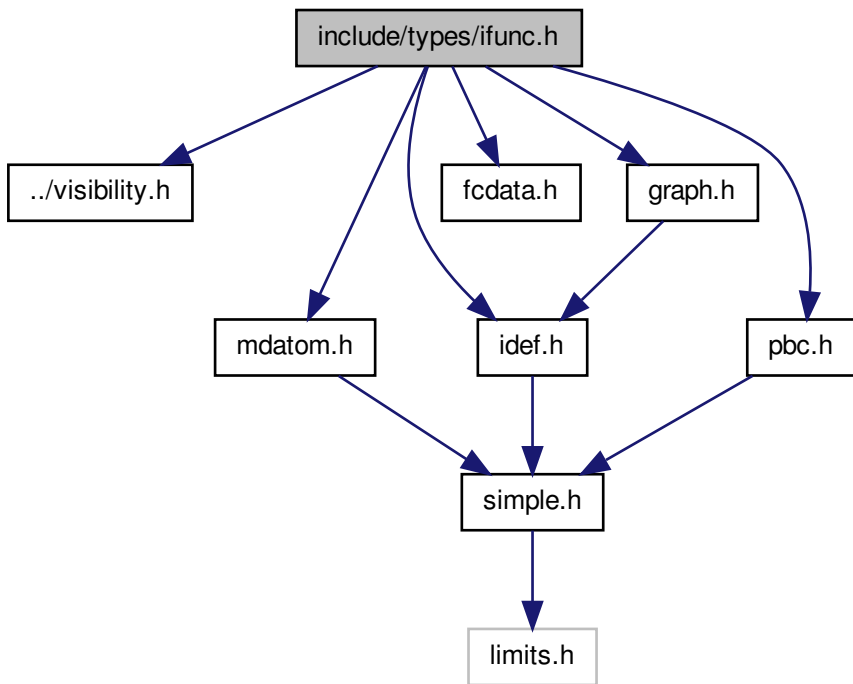 include/types/ifunc.h
../visibility.h
fcdata.h
graph.h
mdatom.h
idef.h
pbc.h
simple.h
limits.h